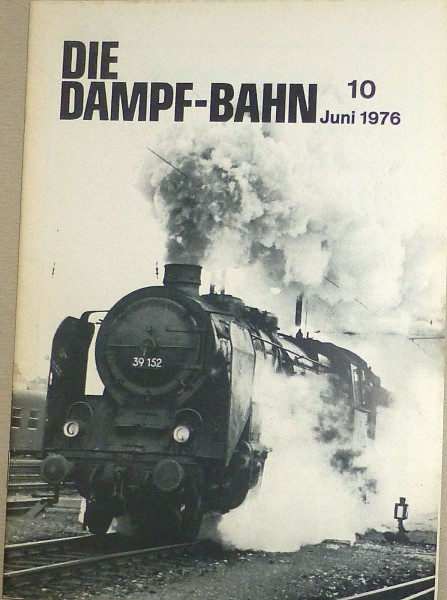 DIE
DAMPF-BAHN
10
Juni 1976
39 152